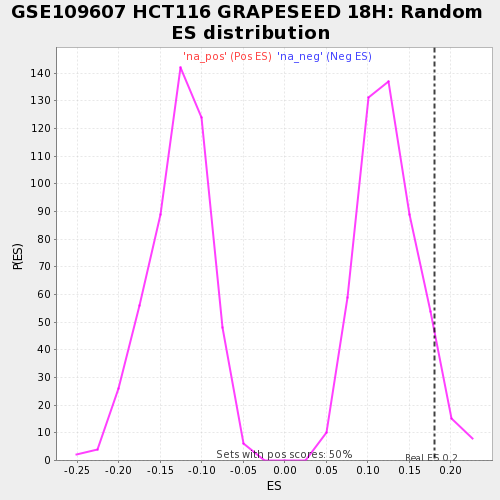 GSE109607 HCT116 GRAPESEED 18H: Random
ES distribution
'na_pos' (Pos ES) 'na_neg' (Neg ES)
140
130
120
110
100
90
80
70
60
50
40
30
20
10
0
P(ES)
Sets with pos scores: 50%
Real ES 0.2
-0.25 -0.20 -0.15 -0.10 -0.05 0.00 0.05 0.10 0.15 0.20
ES